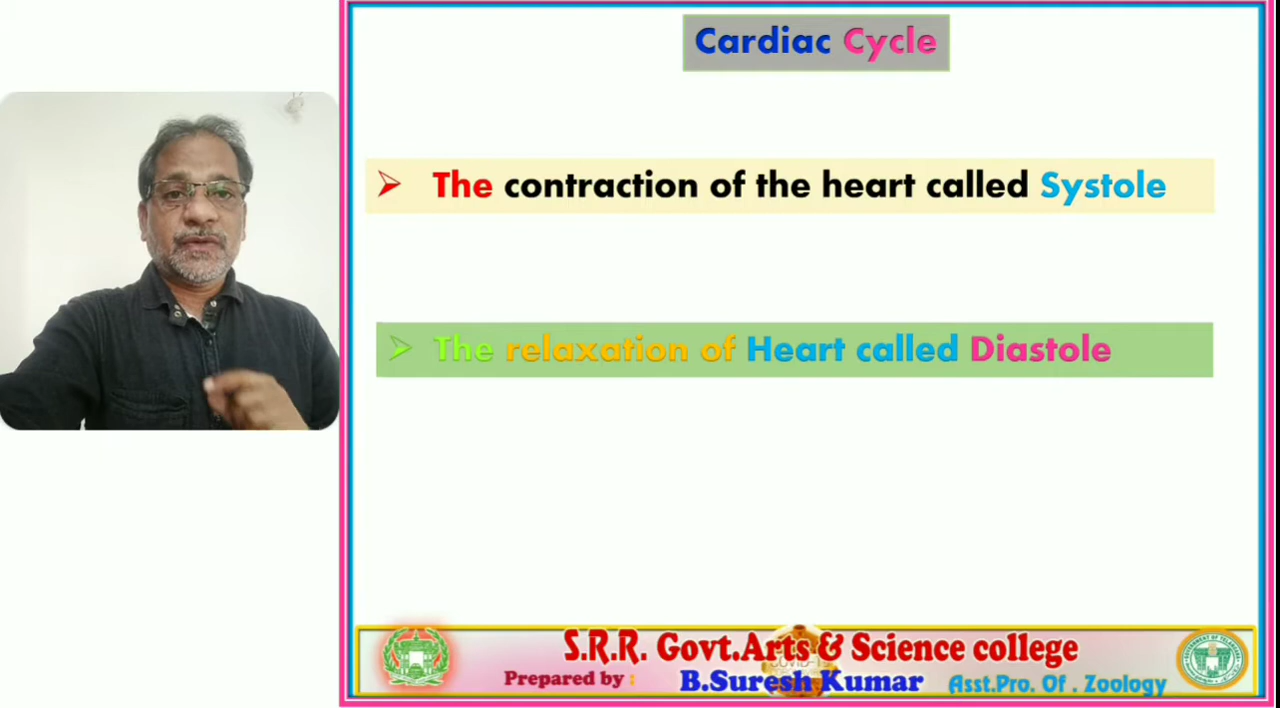 Cardiac Cycle
The contraction of the heart called Systole
The relaxation of Heart called Diastole
S.R.R. Govt.Arts & Science college
Prepared by : B.Suresh Kumar Asst.Pro. Of . Zoology